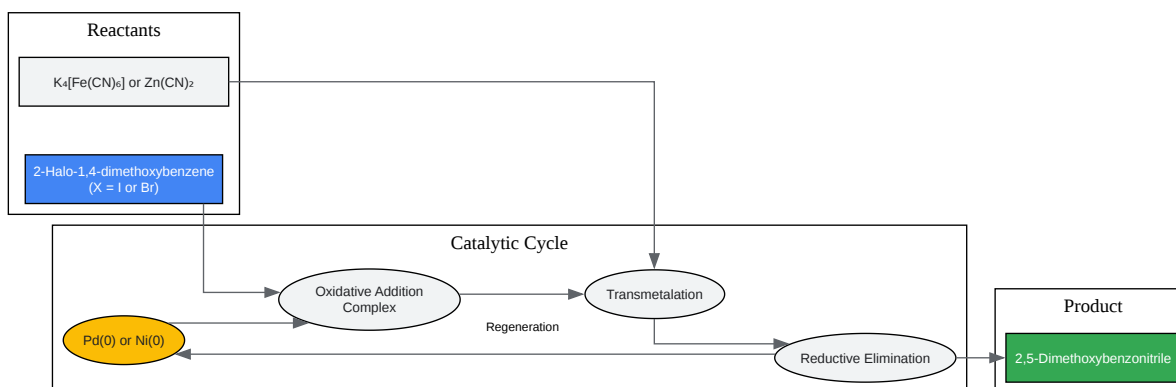 Reactants
K₄[Fe(CN)₆] or Zn(CN)₂
2-Halo-1,4-dimethoxybenzene
(X = I or Br)
Catalytic Cycle
Oxidative Addition
Complex
Transmetalation
Regeneration
Pd(0) or Ni(0)
Reductive Elimination
Product
2,5-Dimethoxybenzonitrile